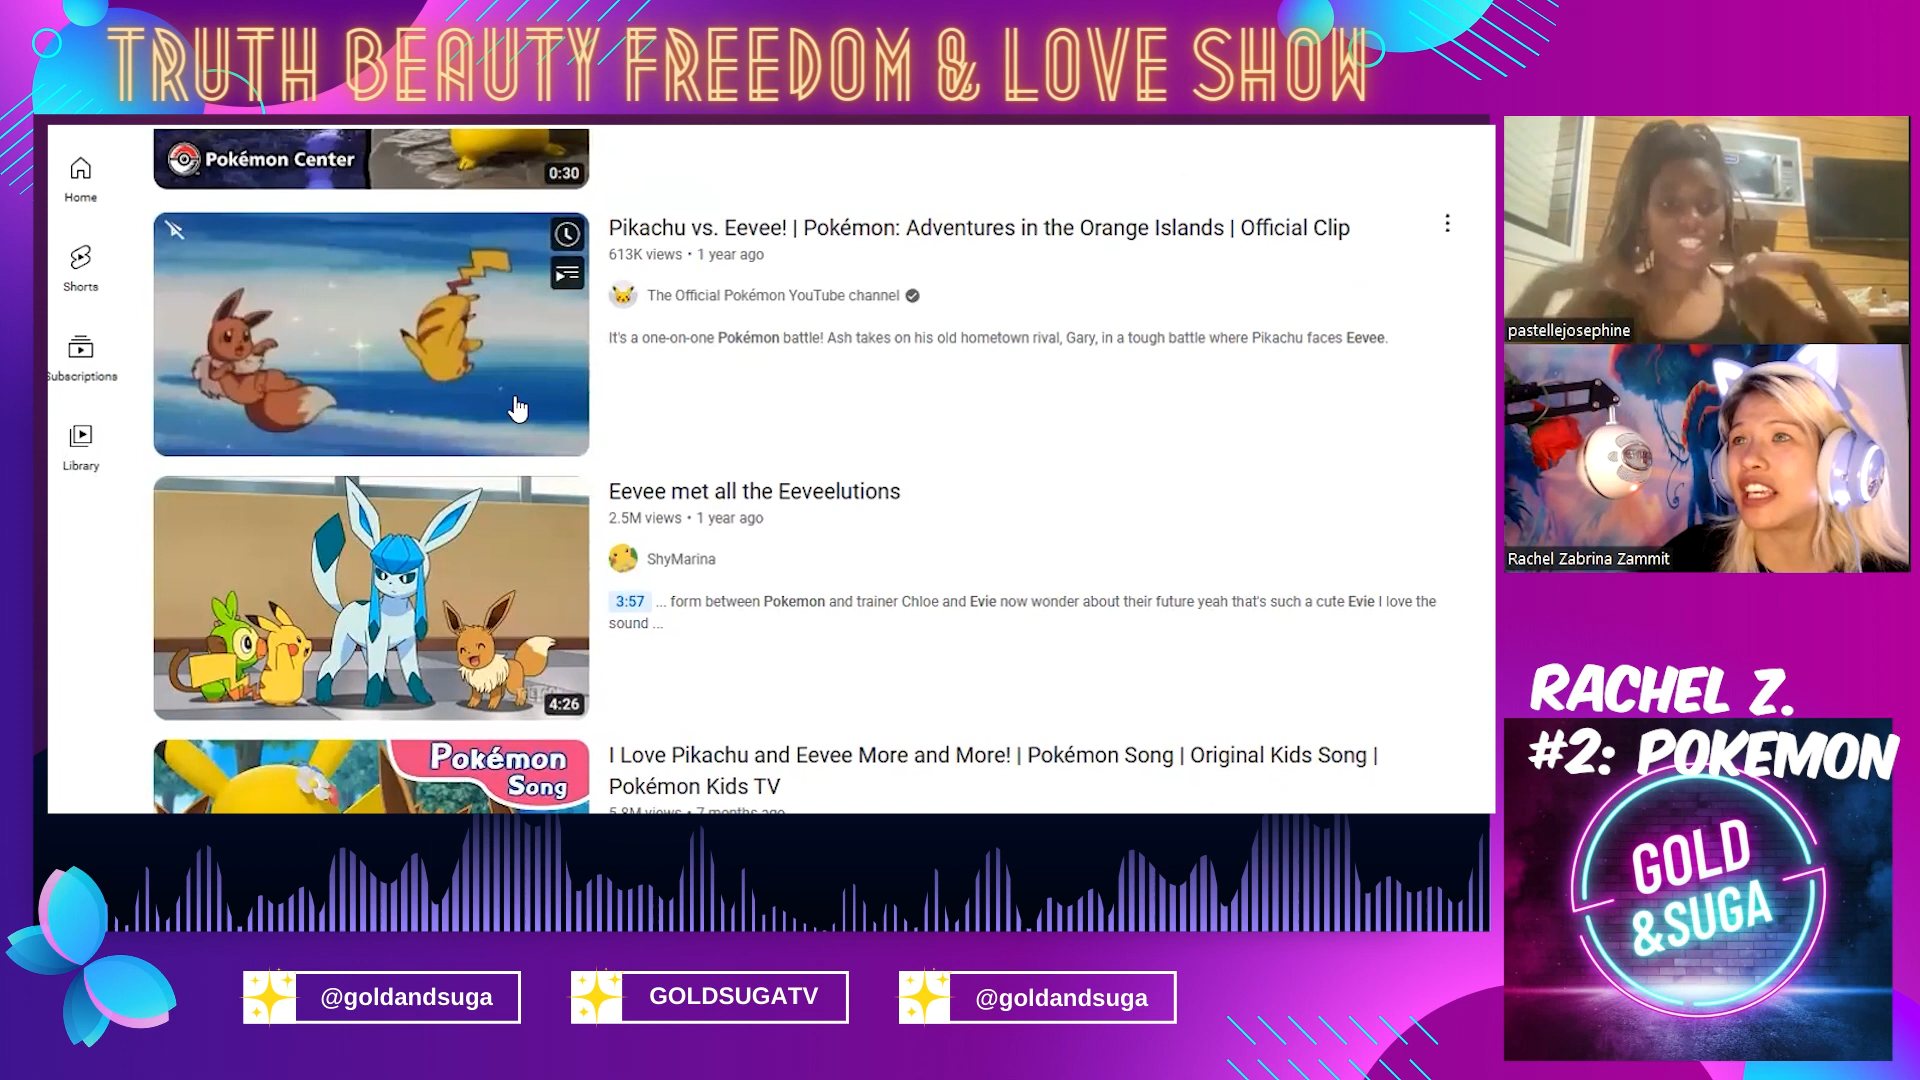 TRUTH BEAUTY FREEDOM & LOVE SHOW
Home
Shorts
Subscriptions
Library
Pokémon Center
0:30
Pikachu vs. Eevee! | Pokémon: Adventures in the Orange Islands | Official Clip
613K views • 1 year ago
The Official Pokémon YouTube channel
It's a one-on-one Pokémon battle! Ash takes on his old hometown rival, Gary, in a tough battle where Pikachu faces Eevee.
Eevee met all the Eeveelutions
2.5M views • 1 year ago
ShyMarina
3:57 ... form between Pokemon and trainer Chloe and Evie now wonder about their future yeah that's such a cute Evie I love the
sound ...
4:26
Pokémon
Song
I Love Pikachu and Eevee More and More! | Pokémon Song | Original Kids Song |
Pokémon Kids TV
5.8M views • 7 months ago
pastellejosephine
Rachel Zabrina Zammit
RACHEL Z.
#2: POKEMON
GOLD
&SUGA
@goldandsuga
GOLDSUGATV
@goldandsuga